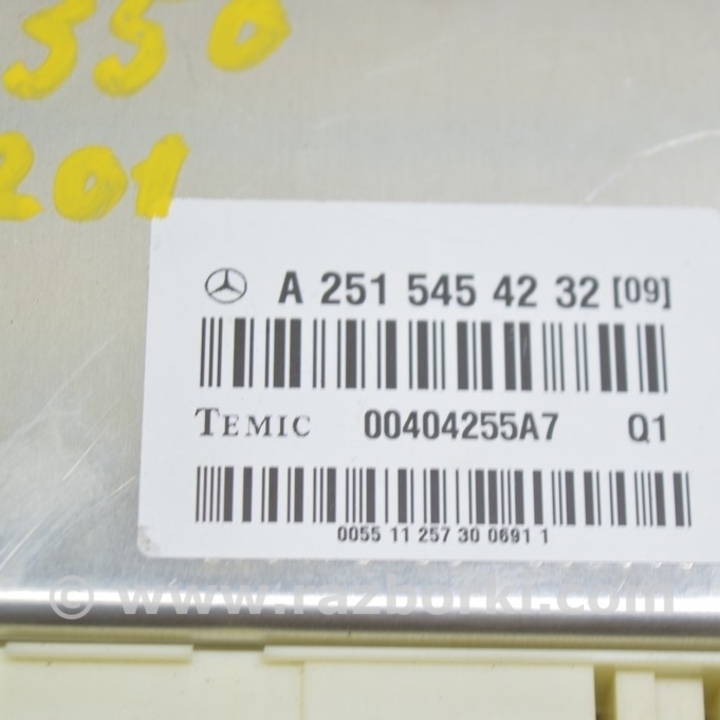 350
201
A 251 545 42 32 [09]
TEMIC 00404255A7 Q1
0055 11 257 30 0691 1
© www.razborki.com